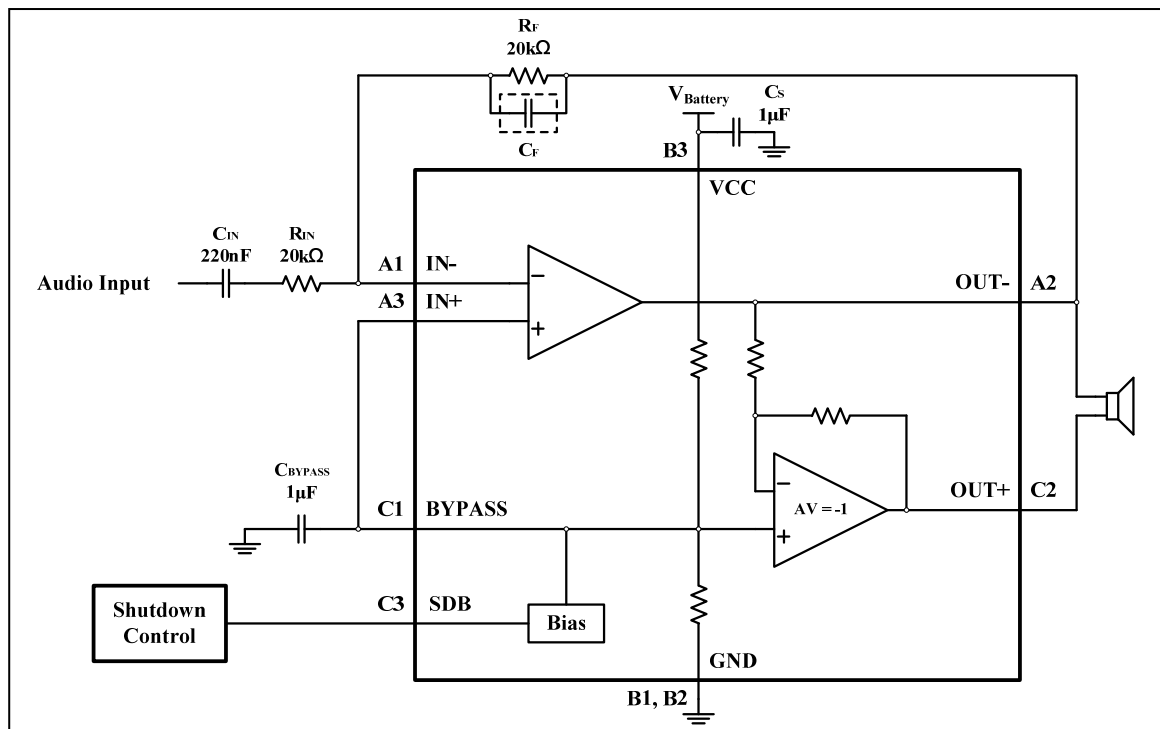 RF
20kΩ
VBattery
CS
1µF
CF
B3
VCC
CIN
220nF
RIN
20kΩ
Audio Input
A1
IN-
A3
IN+
OUT-
A2
−
+
CBYPASS
1µF
C1
BYPASS
−
AV = -1
+
OUT+
C2
Shutdown
Control
C3
SDB
Bias
GND
B1, B2